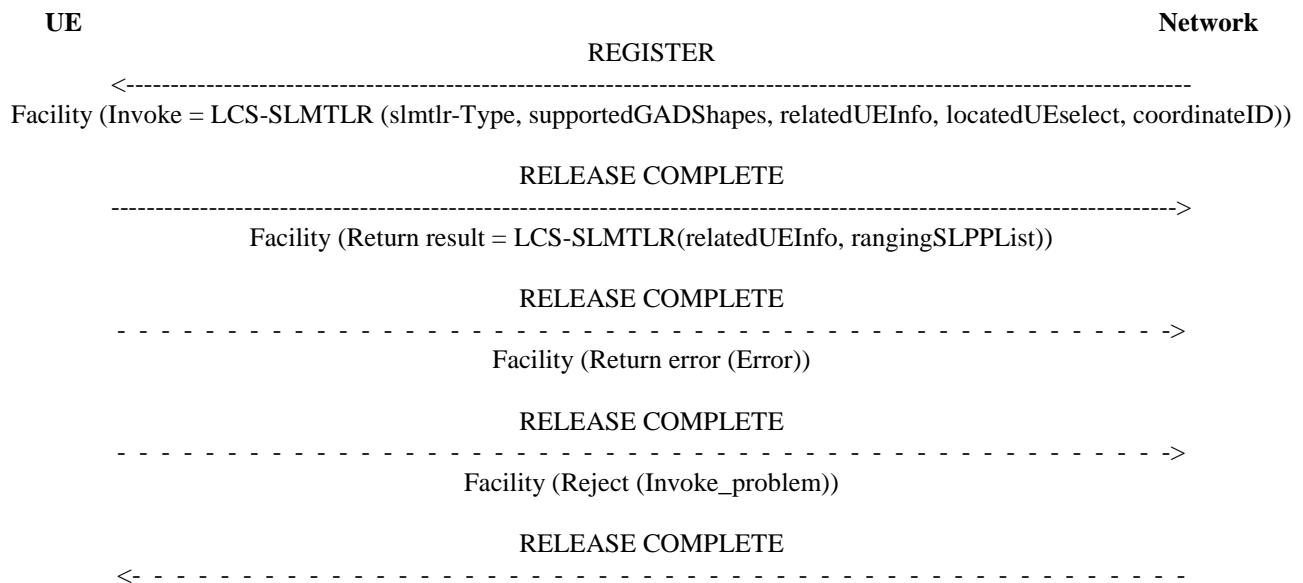 UE Network
REGISTER
<------------------------------------------------------------------------------------------------------------------------
Facility (Invoke = LCS-SLMTLR (slmtlr-Type, supportedGADShapes, relatedUEInfo, locatedUEselect, coordinateID))
RELEASE COMPLETE
------------------------------------------------------------------------------------------------------------------------>
Facility (Return result = LCS-SLMTLR(relatedUEInfo, rangingSLPPList))
RELEASE COMPLETE
- - - - - - - - - - - - - - - - - - - - - - - - - - - - - - - - - - - - - - - - - - - - - - - - ->
Facility (Return error (Error))
RELEASE COMPLETE
- - - - - - - - - - - - - - - - - - - - - - - - - - - - - - - - - - - - - - - - - - - - - - - - ->
Facility (Reject (Invoke_problem))
RELEASE COMPLETE
<- - - - - - - - - - - - - - - - - - - - - - - - - - - - - - - - - - - - - - - - - - - - - - - - -